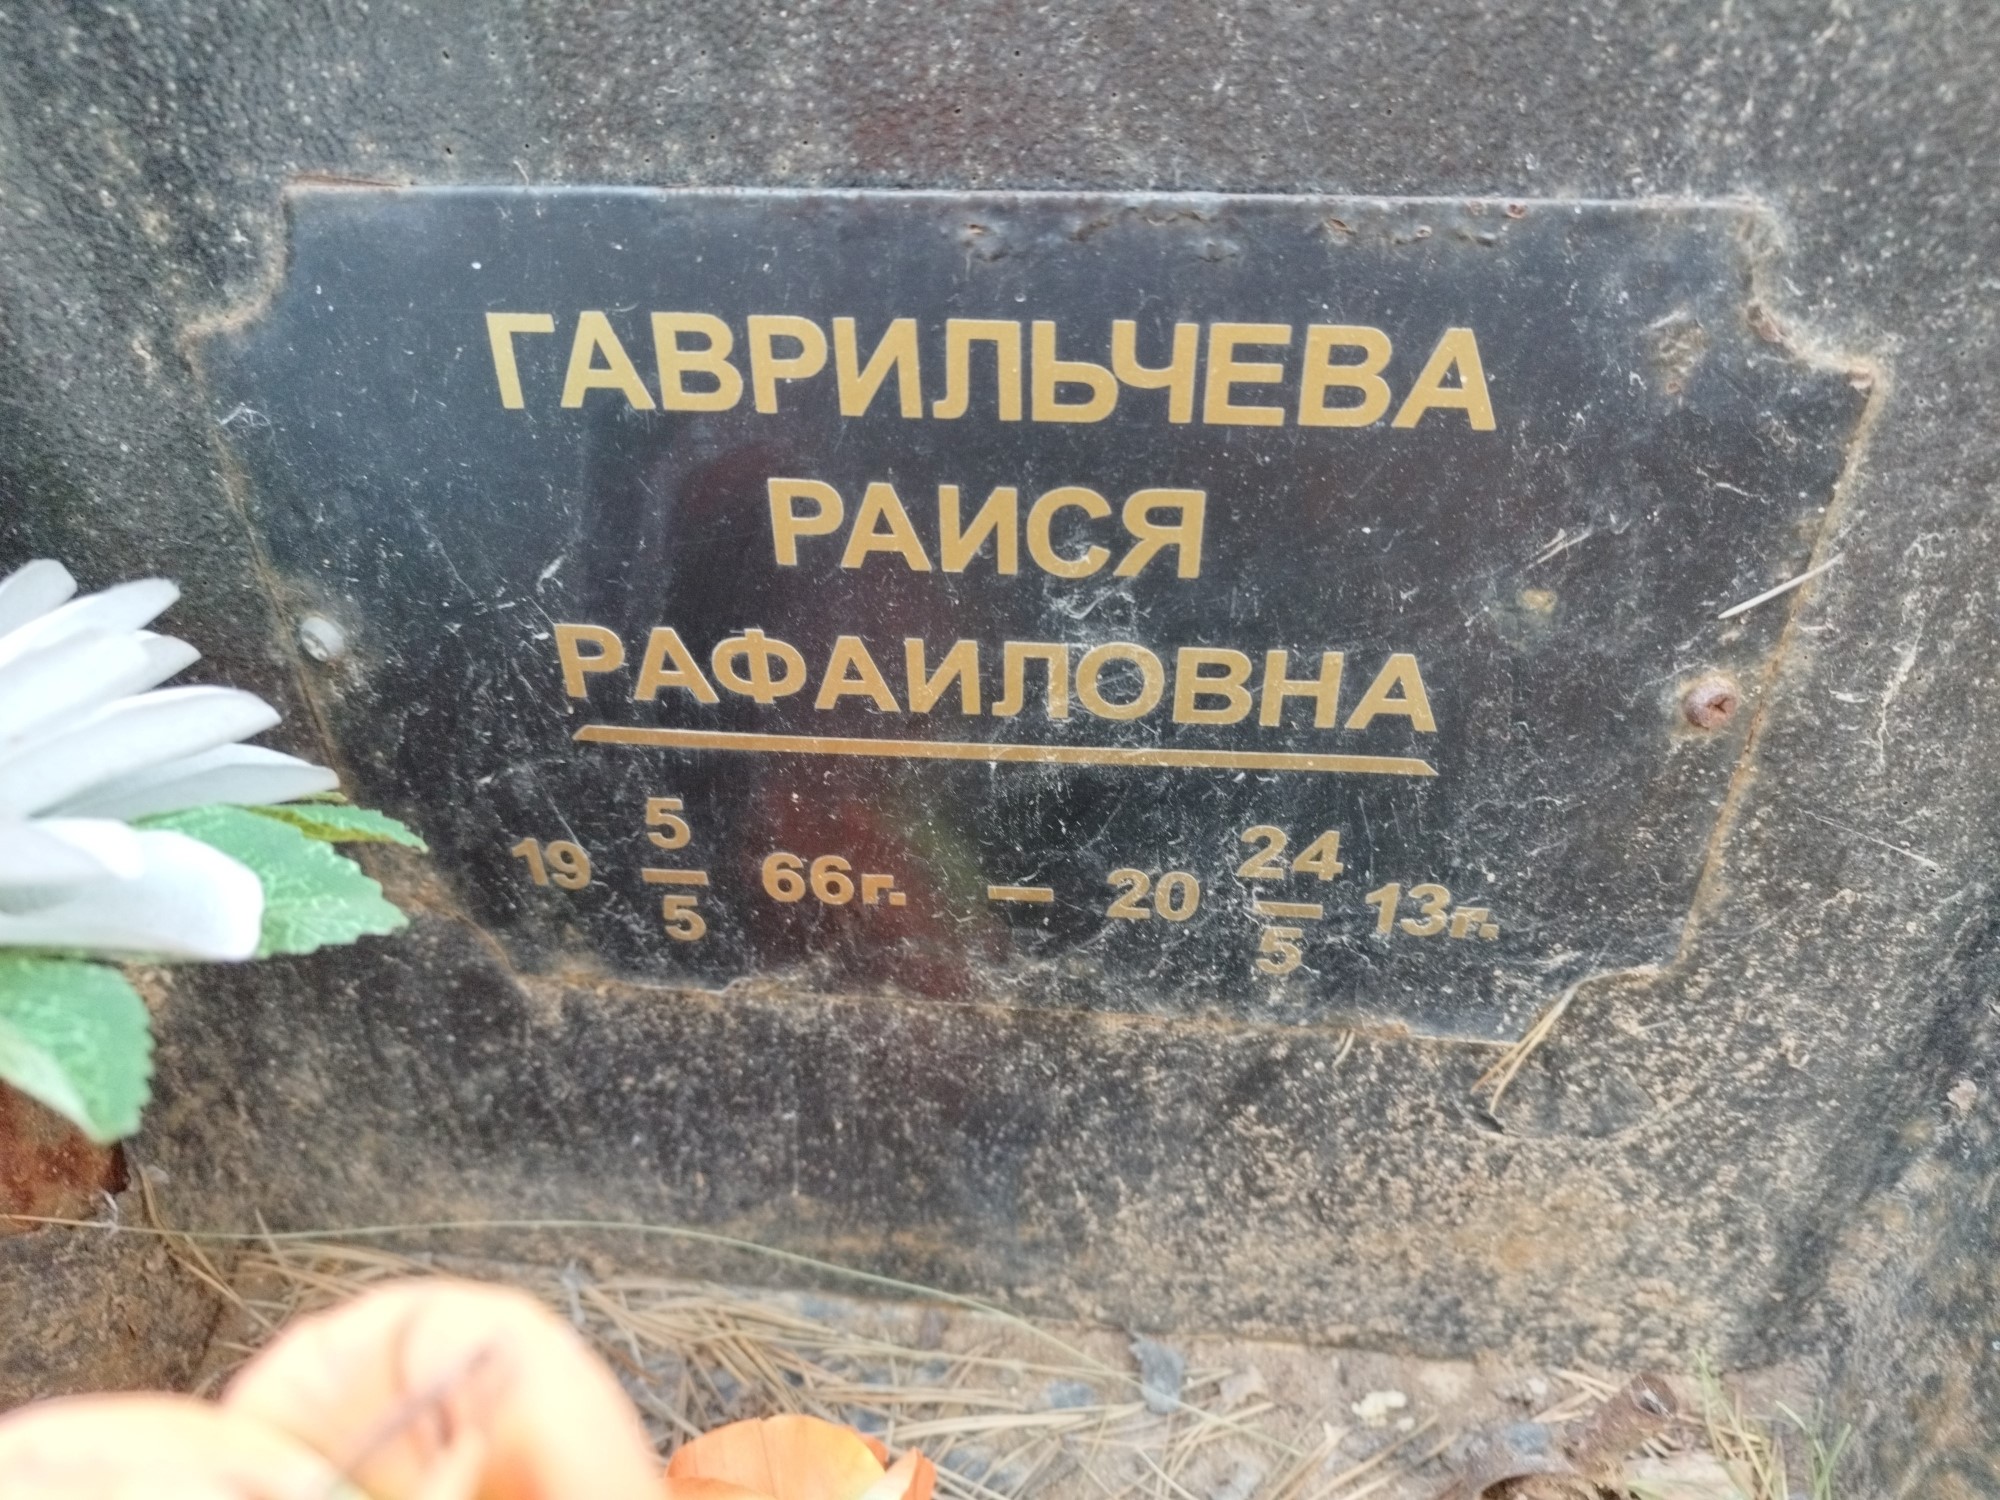 ГАВРИЛЬЧЕВА
РАИСЯ
РАФАИЛОВНА
19 5/5 66г. — 20 24/5 13г.